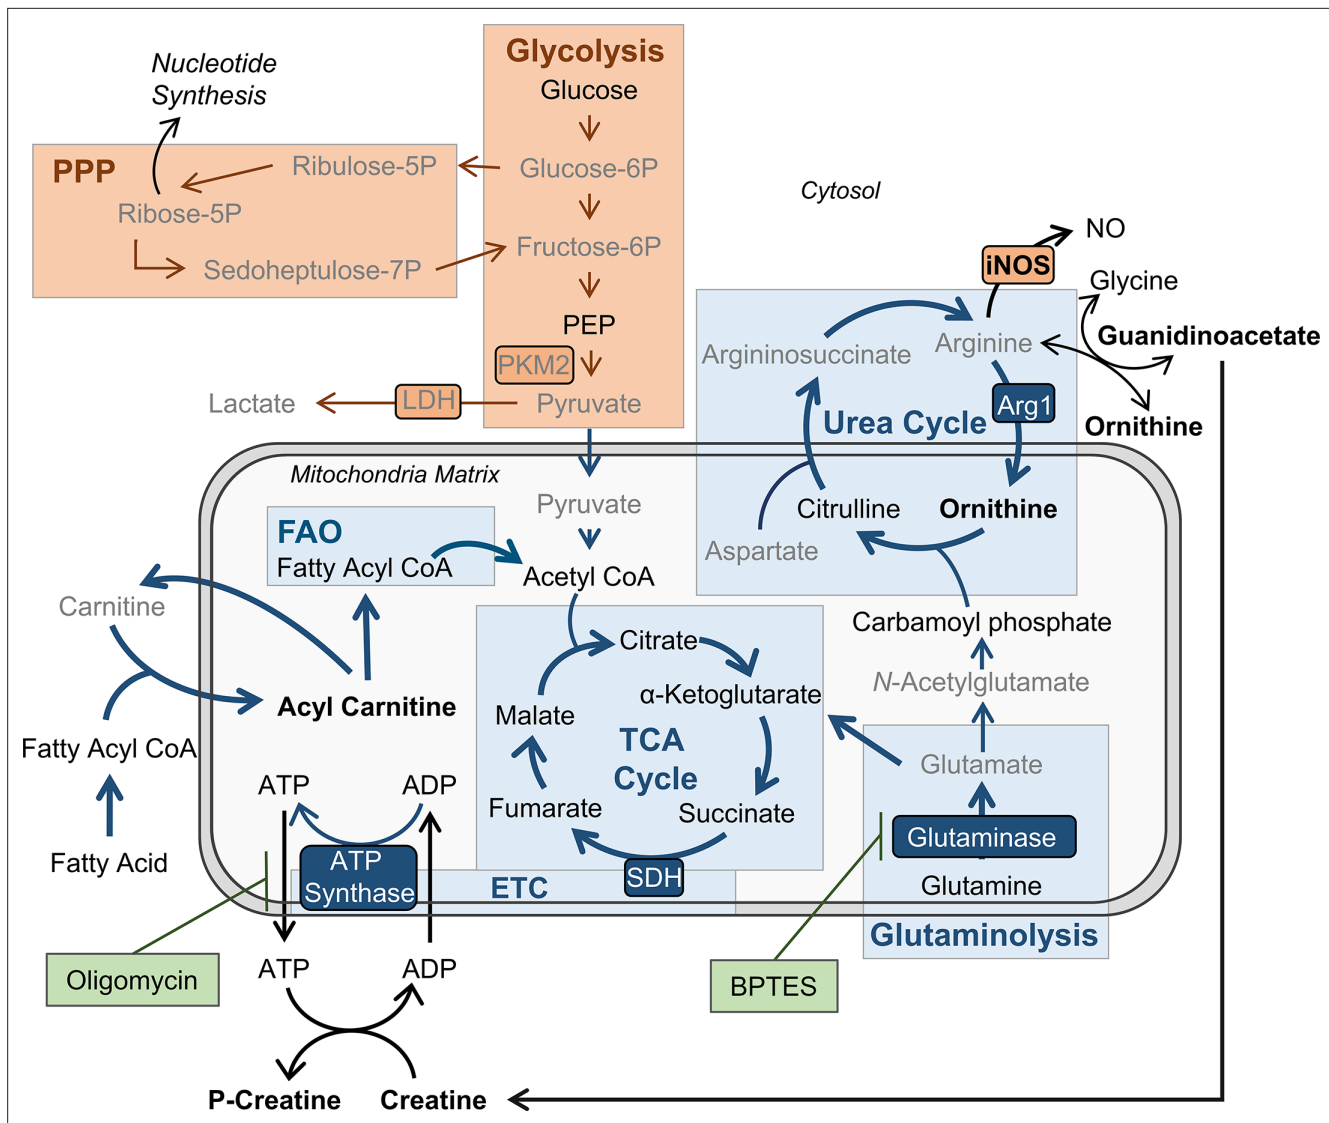 Glycolysis
Glucose
Nucleotide
Synthesis
PPP
Ribulose-5P
Glucose-6P
Ribose-5P
Sedoheptulose-7P
Fructose-6P
PEP
PKM2
Lactate
LDH
Pyruvate
Cytosol
NO
iNOS
Glycine
Guanidinoacetate
Argininosuccinate
Arginine
Arg1
Urea Cycle
Ornithine
Mitochondria Matrix
Pyruvate
Citrulline
Ornithine
Aspartate
FAO
Fatty Acyl CoA
Acetyl CoA
Carnitine
Carbamoyl phosphate
Citrate
N-Acetylglutamate
α-Ketoglutarate
Acyl Carnitine
Malate
TCA
Cycle
Fatty Acyl CoA
Glutamate
ATP
ADP
Fumarate
Succinate
Glutaminase
Fatty Acid
ATP
Synthase
ETC
SDH
Glutamine
Glutaminolysis
Oligomycin
ATP
ADP
BPTES
P-Creatine
Creatine